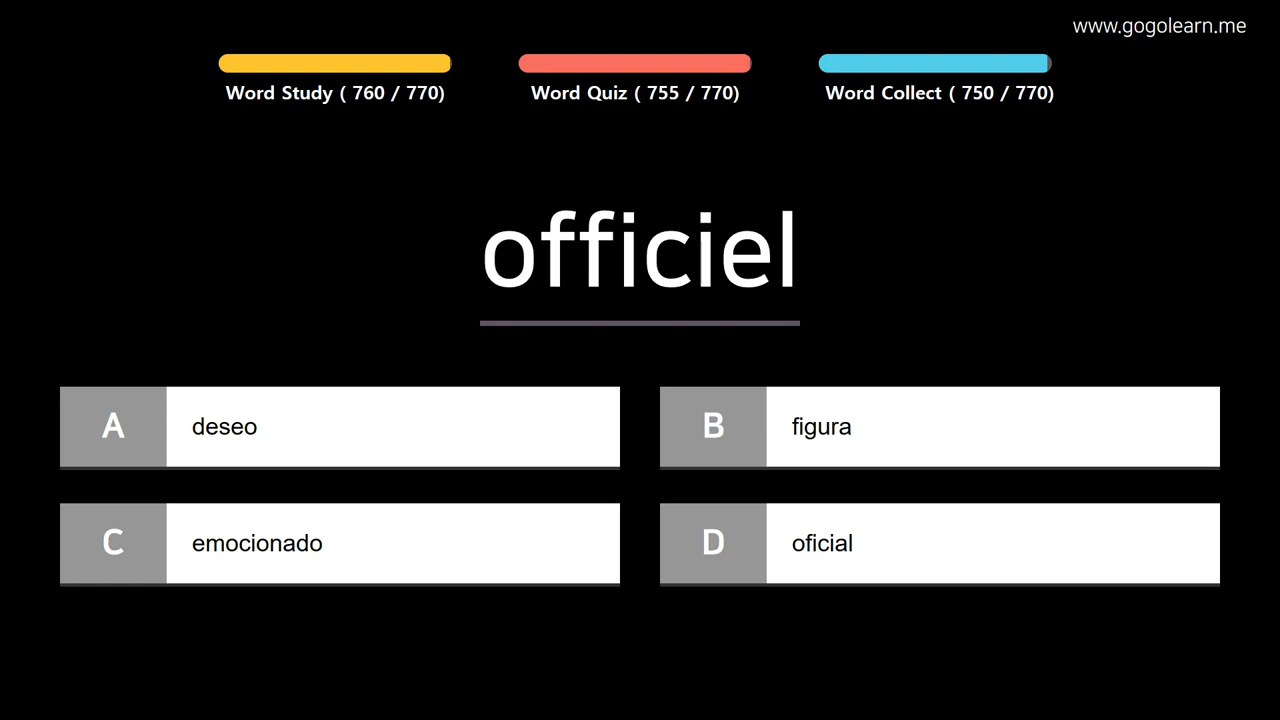 www.gogolearn.me
Word Study ( 760 / 770)
Word Quiz ( 755 / 770)
Word Collect ( 750 / 770)
officiel
A deseo
B figura
C emocionado
D oficial